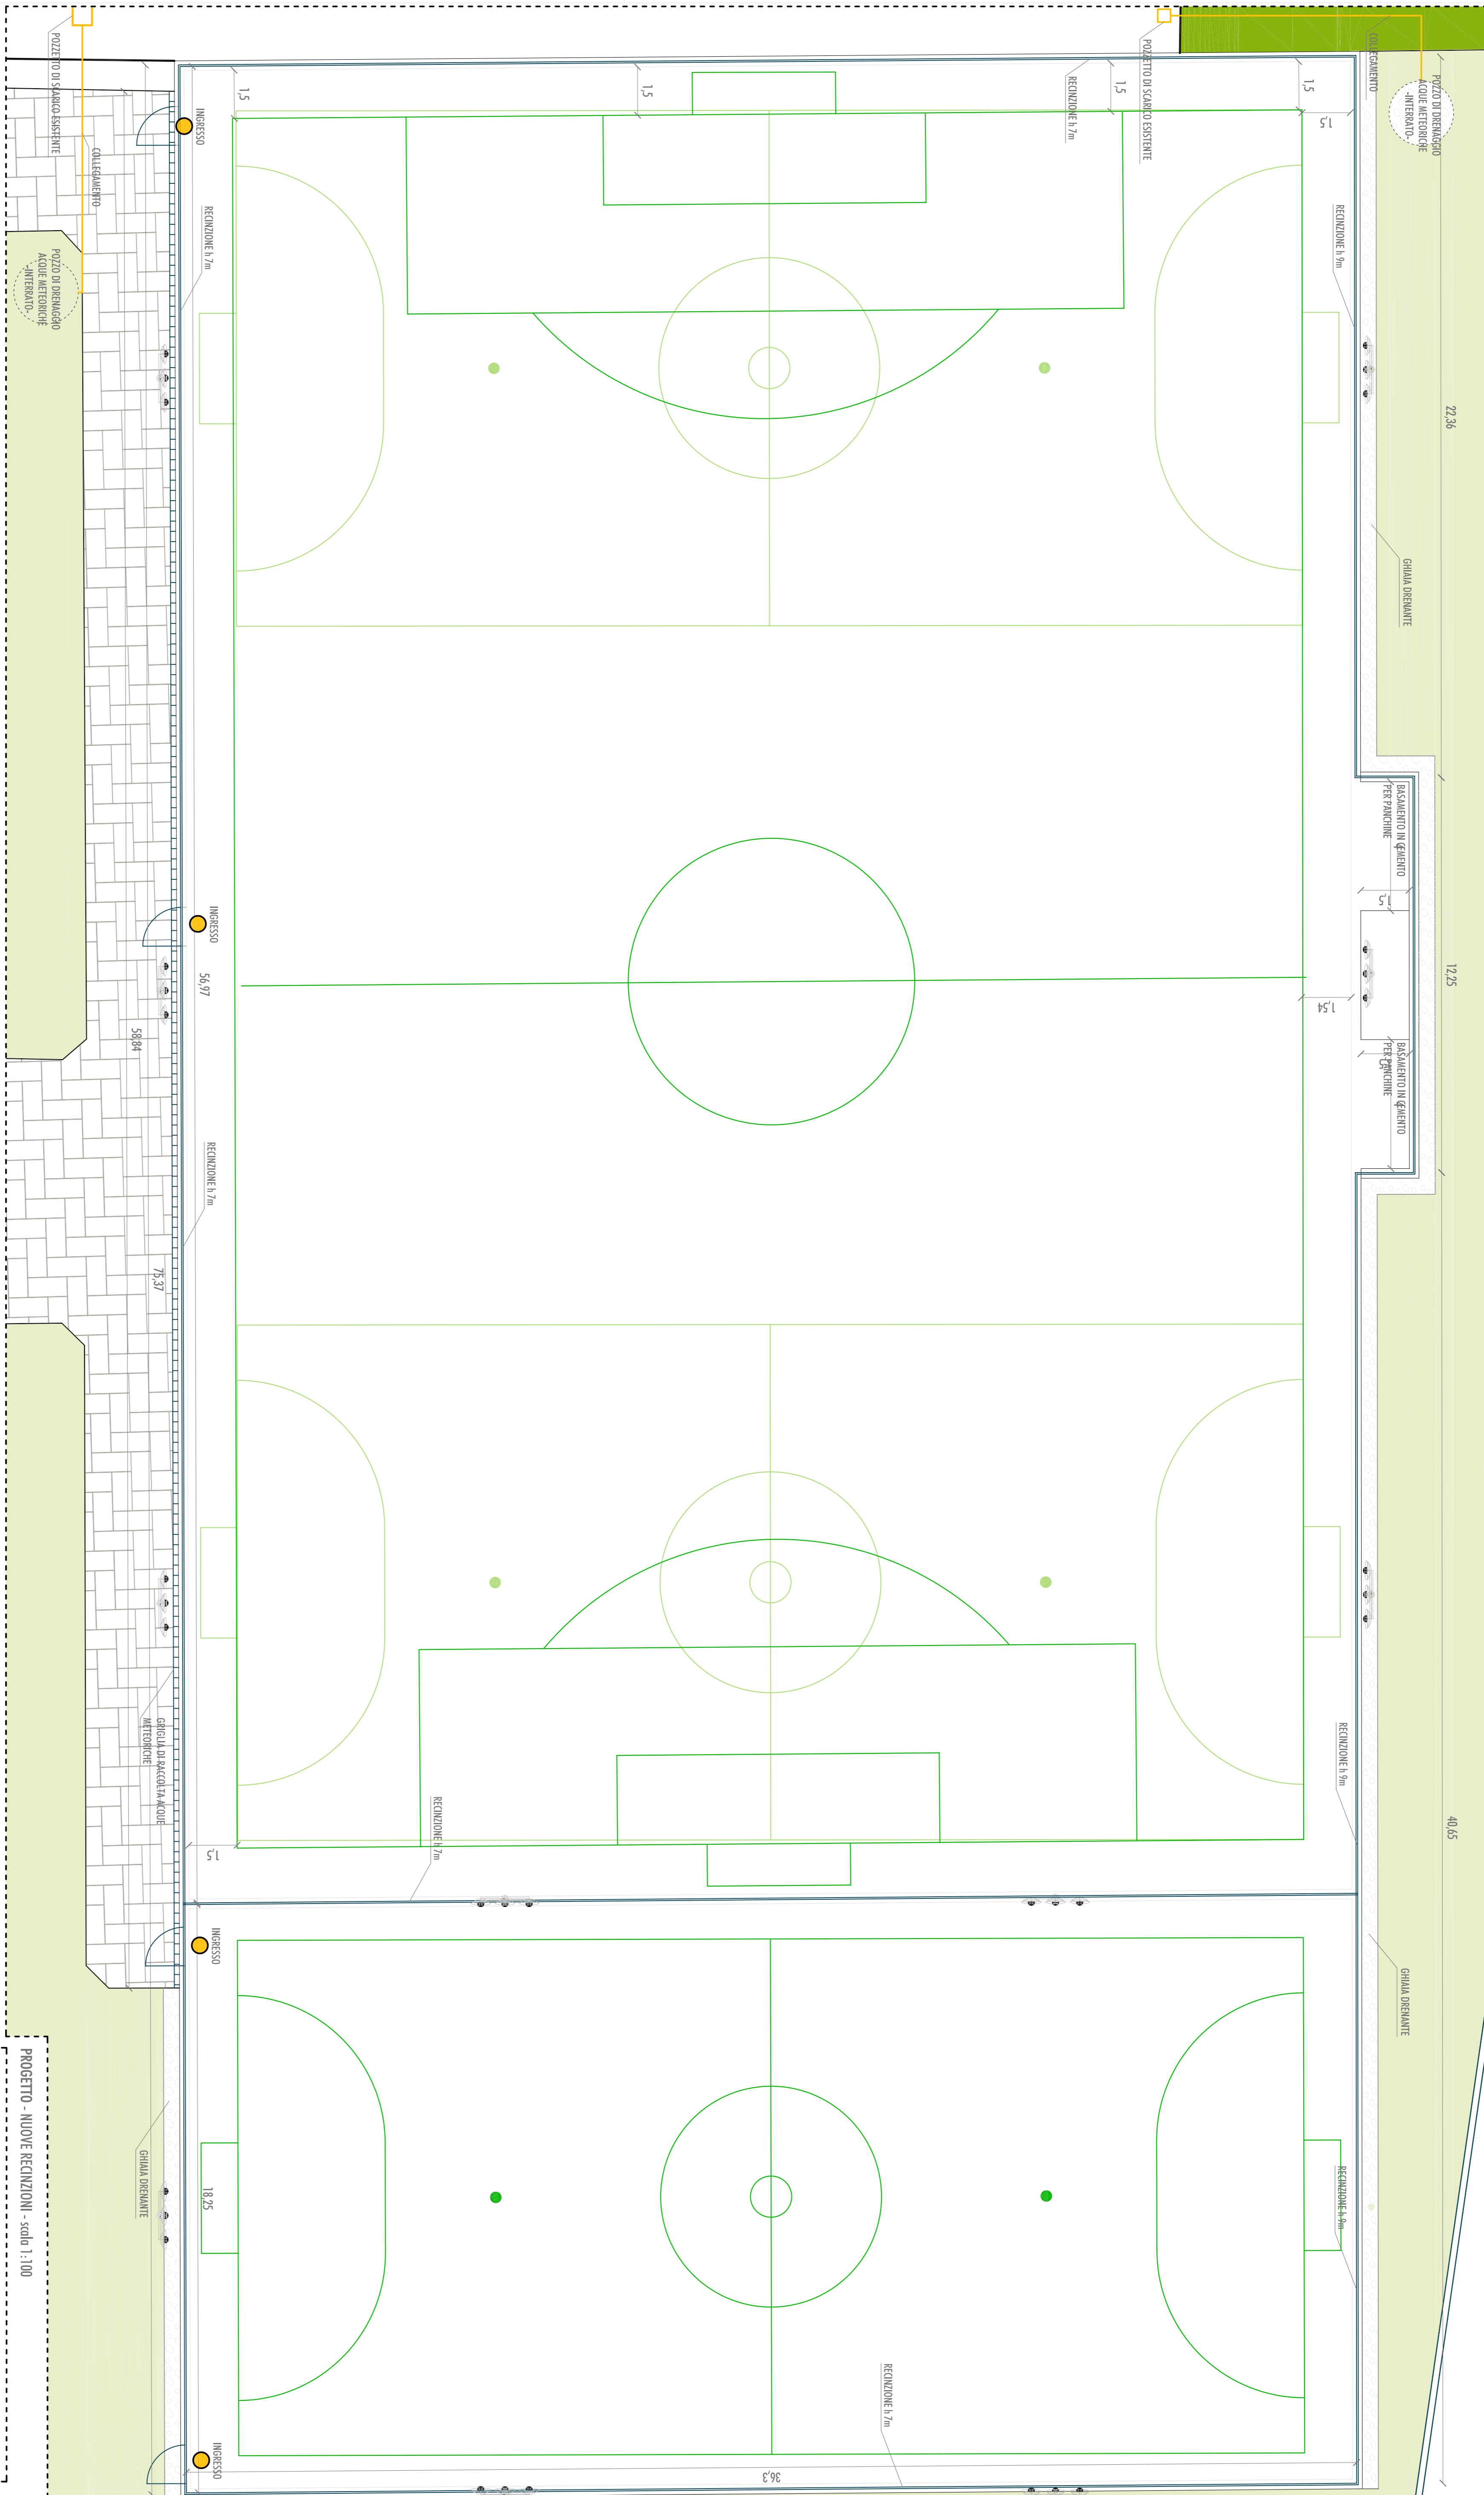 POZZETTO DI SCARICO ESISTENTE
COLLEGAMENTO
POZZO DI DRENAGGIO
ACQUE METEORICHE
-INTERRATO-
INGRESSO
RECINZIONE h 7m
1,5
1,5
RECINZIONE h 7m
1,5
POZZETTO DI SCARICO ESISTENTE
1,5
1,5
COLLEGAMENTO
POZZO DI DRENAGGIO
ACQUE METEORICHE
-INTERRATO-
RECINZIONE h 9m
22,36
GHIAIA DRENANTE
BASAMENTO IN CEMENTO
PER PANCHINE
4
1,5
INGRESSO
56,97
58,84
12,25
1,54
BASAMENTO IN CEMENTO
PER PANCHINE
4
1,5
RECINZIONE h 7m
75,37
GRIGLIA DI RACCOLTA ACQUE
METEORICHE
RECINZIONE h 9m
40,65
RECINZIONE h 7m
1,5
INGRESSO
GHIAIA DRENANTE
PROGETTO - NUOVE RECINZIONI - scala 1:100
GHIAIA DRENANTE
18,25
RECINZIONE h 9m
RECINZIONE h 7m
INGRESSO
36,3